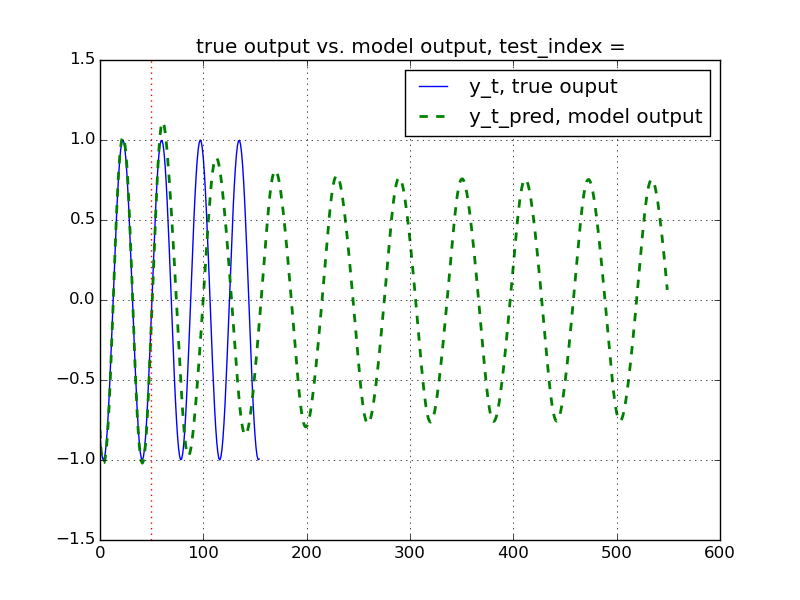 true output vs. model output, test_index =
y_t, true ouput
y_t_pred, model output
1.5
1.0
0.5
0.0
−0.5
−1.0
−1.5
0 100 200 300 400 500 600